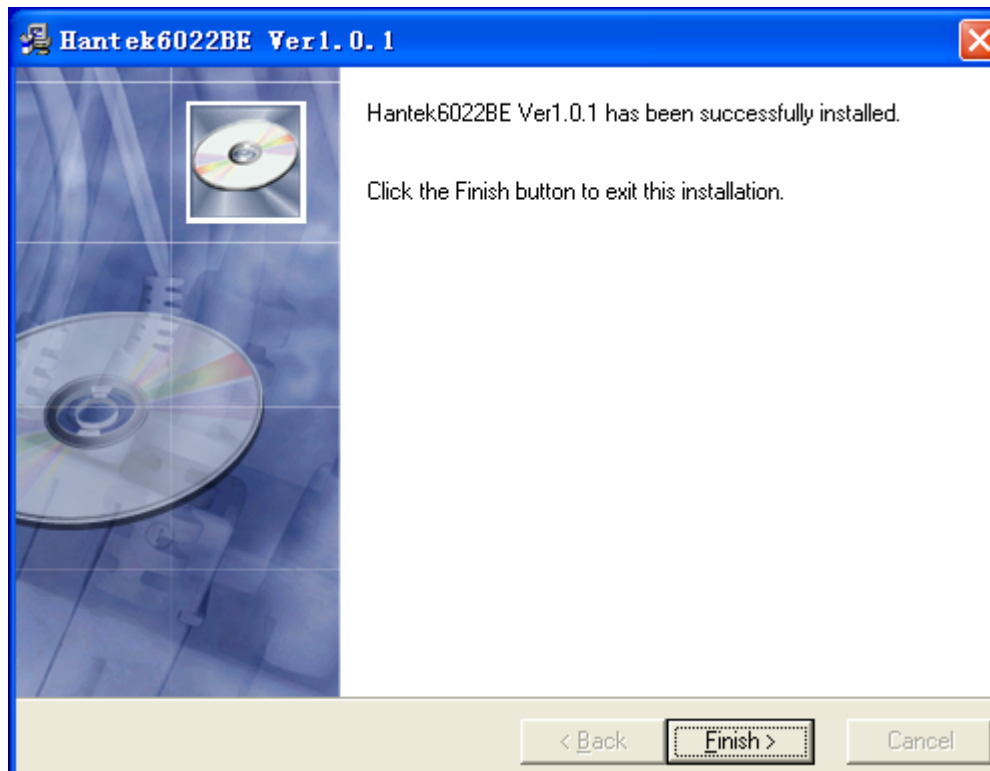 Hantek6022BE Ver1.0.1
Hantek6022BE Ver1.0.1 has been successfully installed.
Click the Finish button to exit this installation.
< Back
Finish >
Cancel